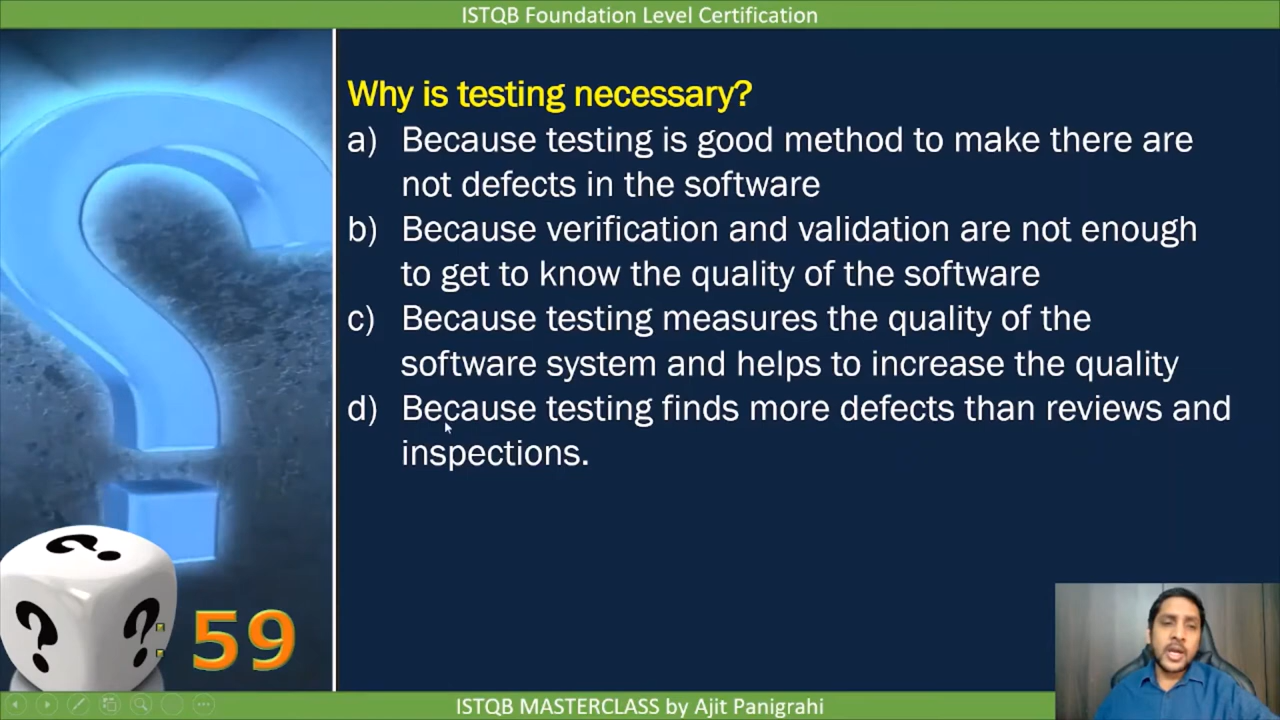 ISTQB Foundation Level Certification
Why is testing necessary?
a) Because testing is good method to make there are
not defects in the software
b) Because verification and validation are not enough
to get to know the quality of the software
c) Because testing measures the quality of the
software system and helps to increase the quality
d) Because testing finds more defects than reviews and
inspections.
59
ISTQB MASTERCLASS by Ajit Panigrahi